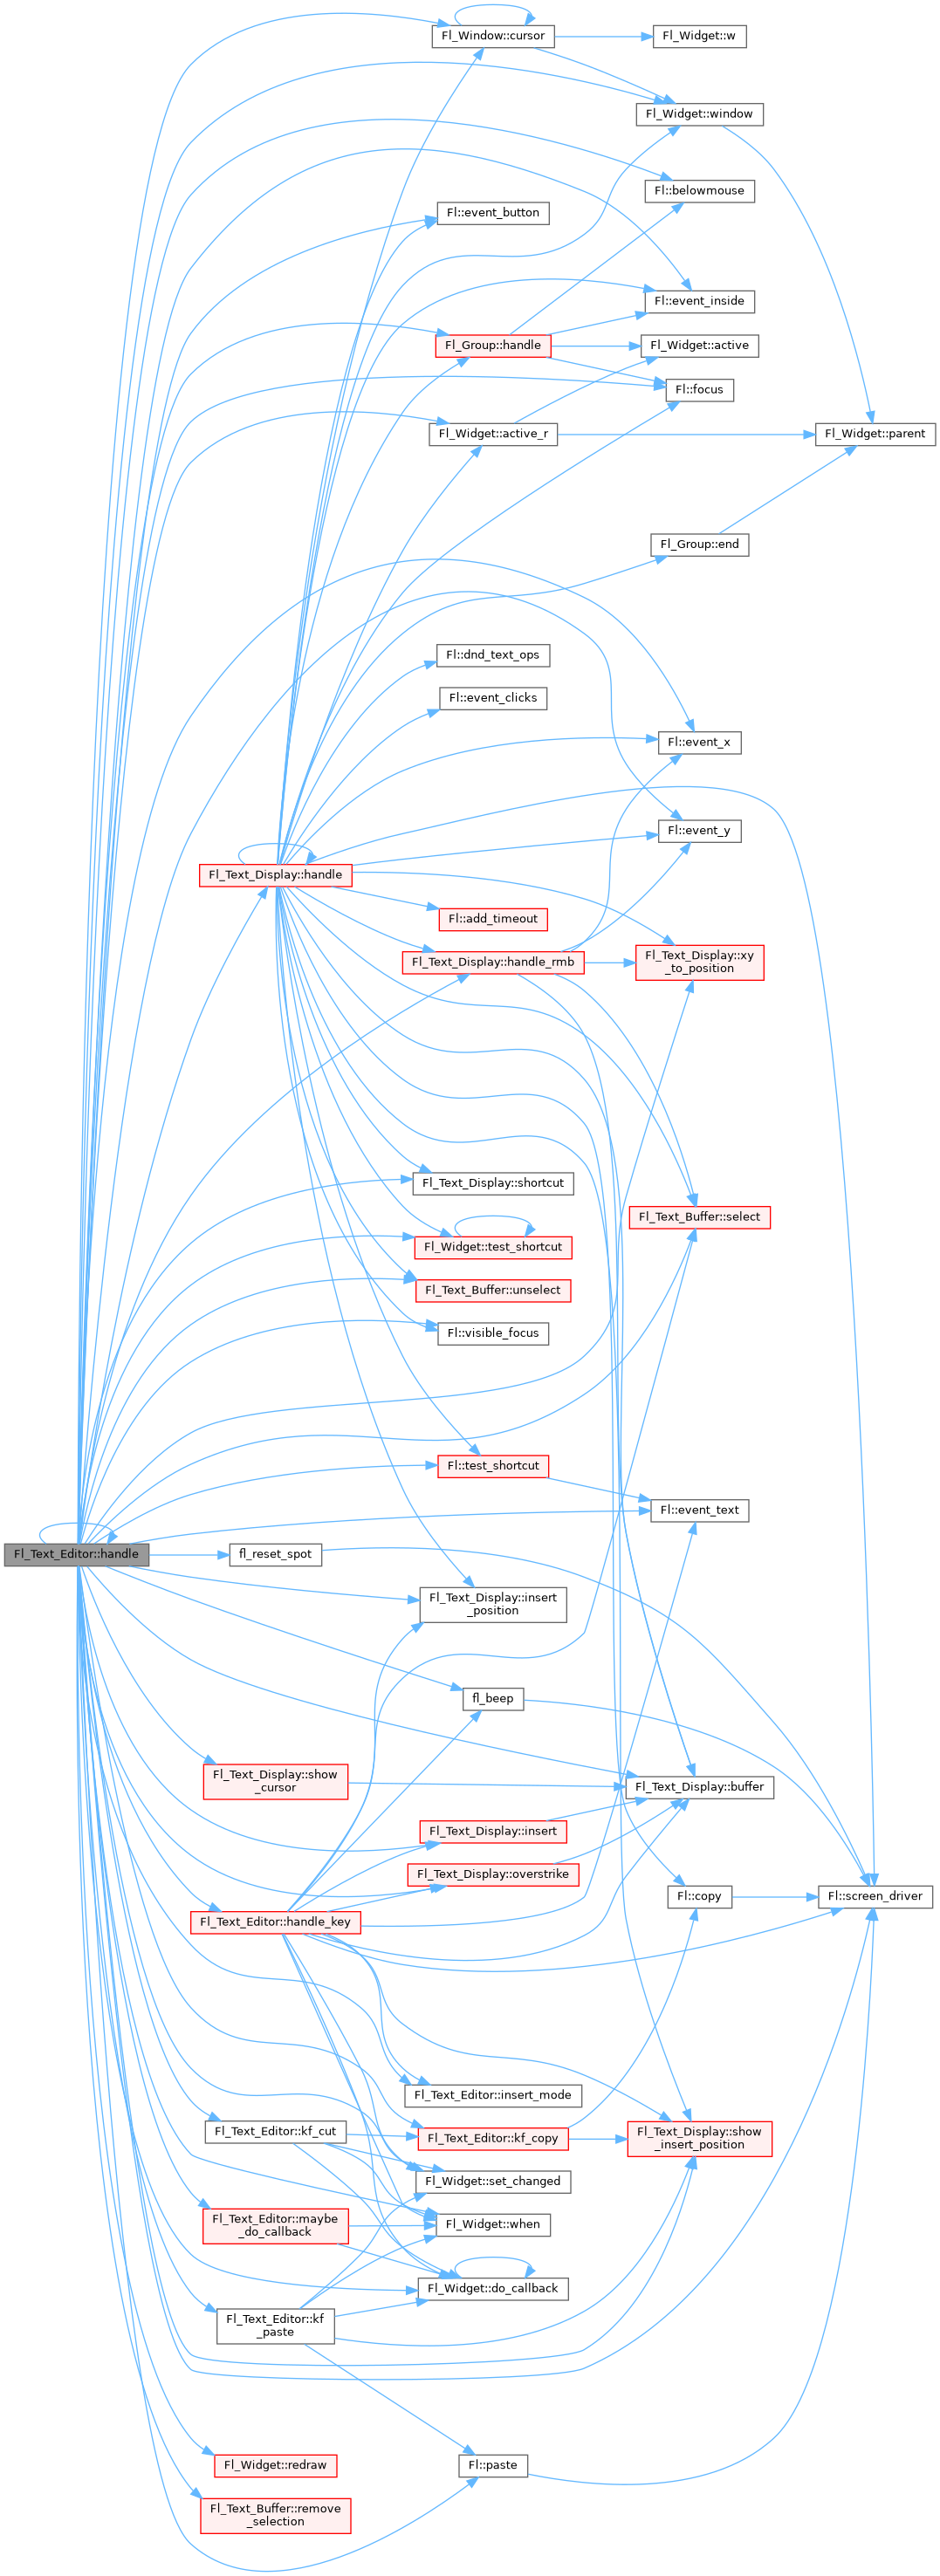 Fl_Window::cursor
Fl_Widget::w
Fl_Widget::window
Fl::belowmouse
Fl::event_button
Fl::event_inside
Fl_Group::handle
Fl_Widget::active
Fl::focus
Fl_Widget::active_r
Fl_Widget::parent
Fl_Group::end
Fl::dnd_text_ops
Fl::event_clicks
Fl::event_x
Fl::event_y
Fl_Text_Display::handle
Fl::add_timeout
Fl_Text_Display::handle_rmb
Fl_Text_Display::xy
_to_position
Fl_Text_Display::shortcut
Fl_Text_Buffer::select
Fl_Widget::test_shortcut
Fl_Text_Buffer::unselect
Fl::visible_focus
Fl::test_shortcut
Fl::event_text
Fl_Text_Editor::handle
fl_reset_spot
Fl_Text_Display::insert
_position
fl_beep
Fl_Text_Display::show
_cursor
Fl_Text_Display::buffer
Fl_Text_Display::insert
Fl_Text_Display::overstrike
Fl::copy
Fl::screen_driver
Fl_Text_Editor::handle_key
Fl_Text_Editor::insert_mode
Fl_Text_Editor::kf_cut
Fl_Text_Editor::kf_copy
Fl_Text_Display::show
_insert_position
Fl_Widget::set_changed
Fl_Text_Editor::maybe
_do_callback
Fl_Widget::when
Fl_Widget::do_callback
Fl_Text_Editor::kf
_paste
Fl_Widget::redraw
Fl::paste
Fl_Text_Buffer::remove
_selection